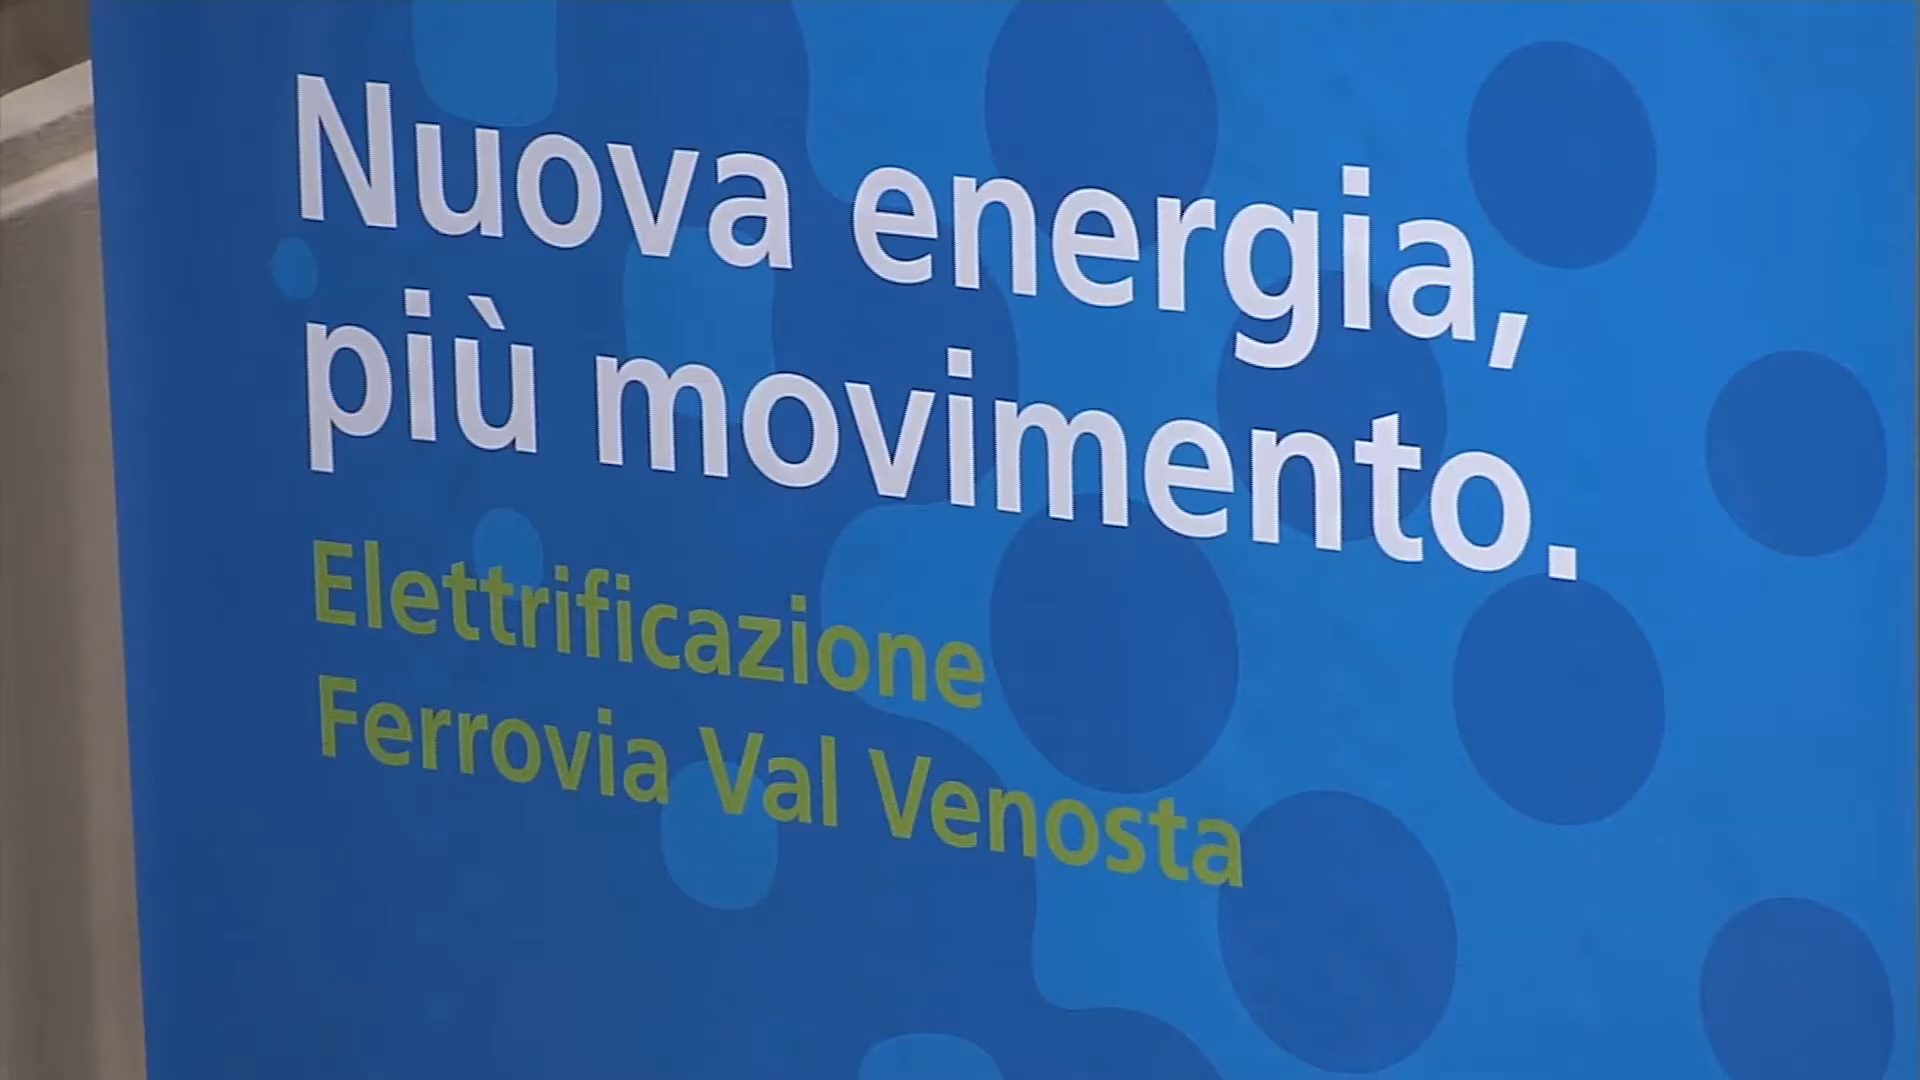 Nuova energia,
più movimento.
Elettrificazione
Ferrovia Val Venosta